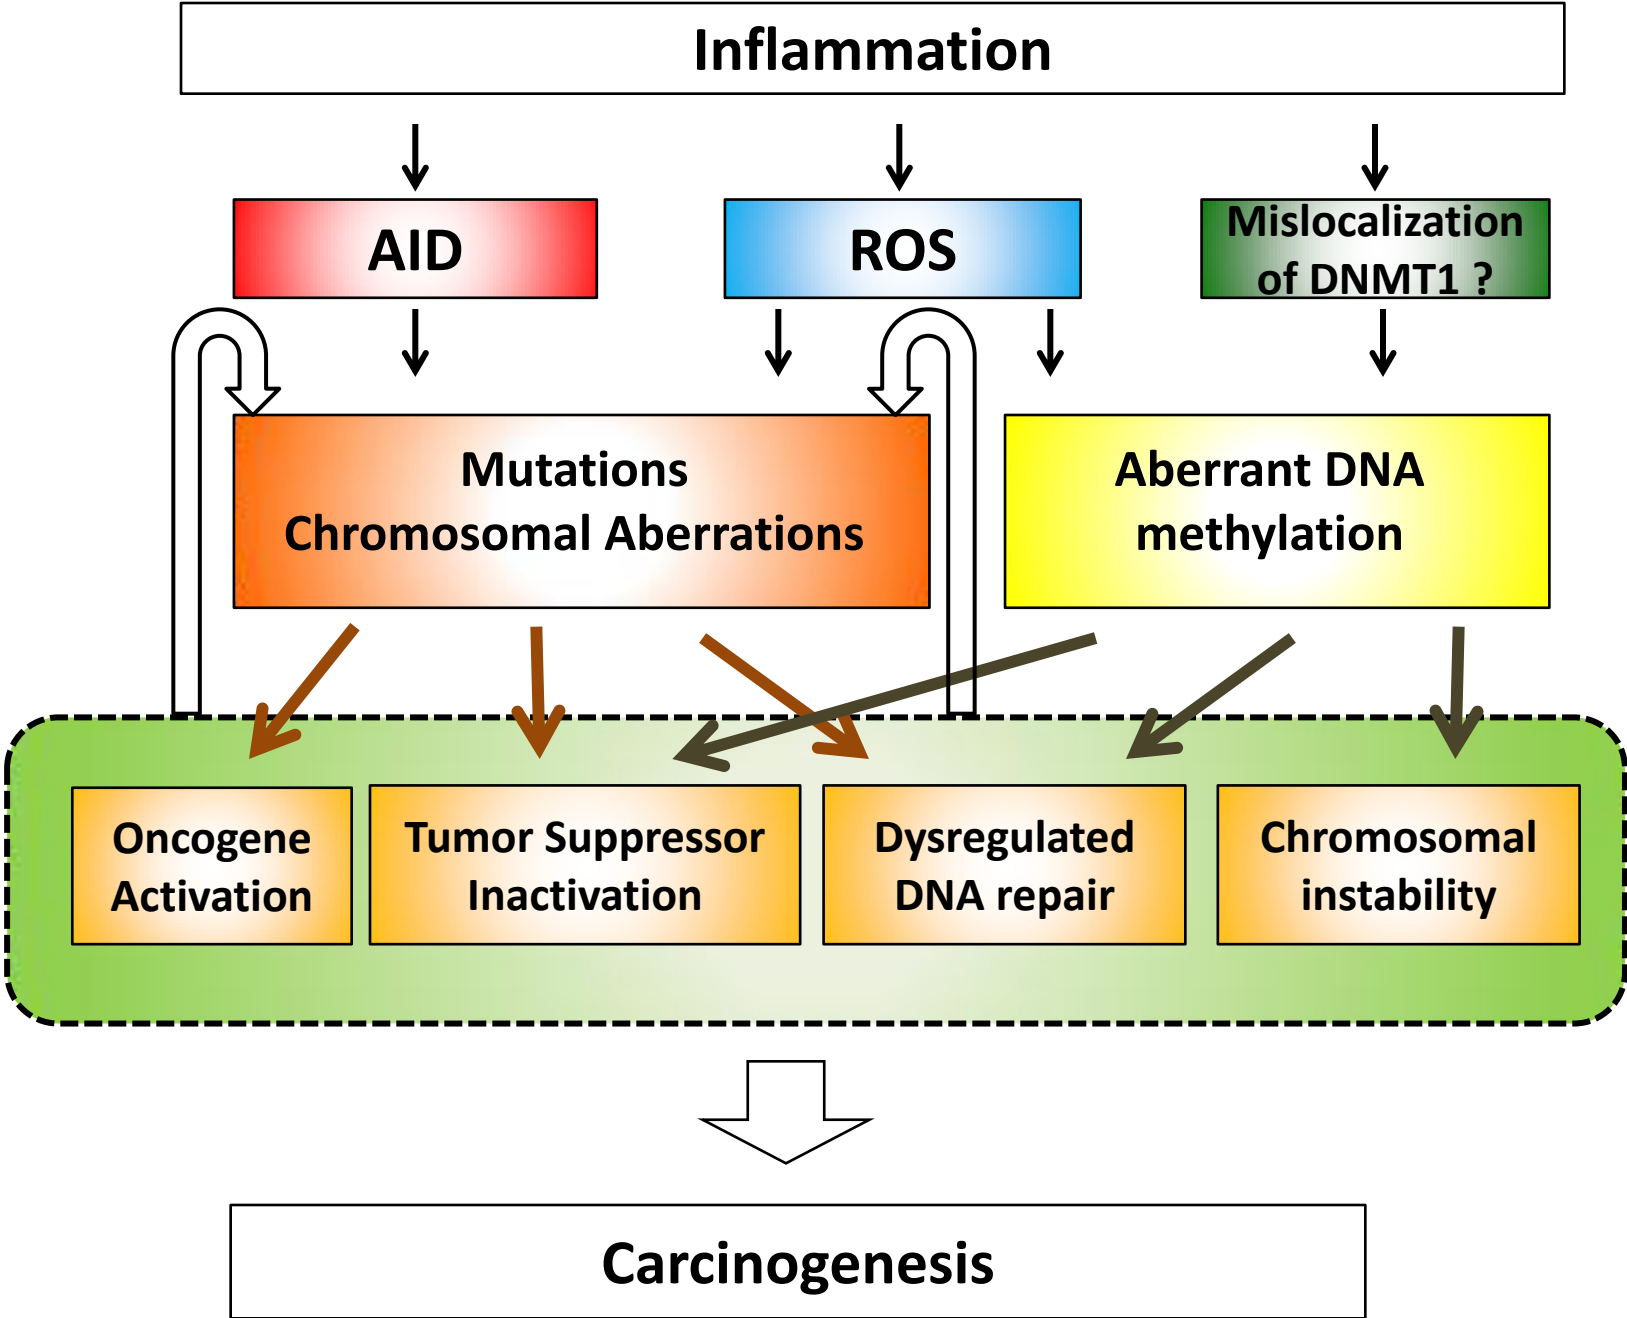 Inflammation
AID
ROS
Mislocalization
of DNMT1 ?
Mutations
Chromosomal Aberrations
Aberrant DNA
methylation
Oncogene
Activation
Tumor Suppressor
Inactivation
Dysregulated
DNA repair
Chromosomal
instability
Carcinogenesis